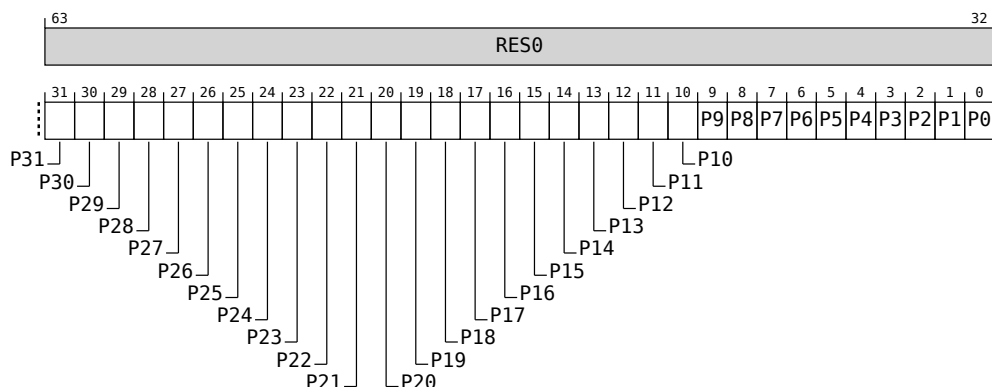 63 32
RES0
31 30 29 28 27 26 25 24 23 22 21 20 19 18 17 16 15 14 13 12 11 10 9 8 7 6 5 4 3 2 1 0
P9 P8 P7 P6 P5 P4 P3 P2 P1 P0
P31 P10
P30 P11
P29 P12
P28 P13
P27 P14
P26 P15
P25 P16
P24 P17
P23 P18
P22 P19
P21 P20